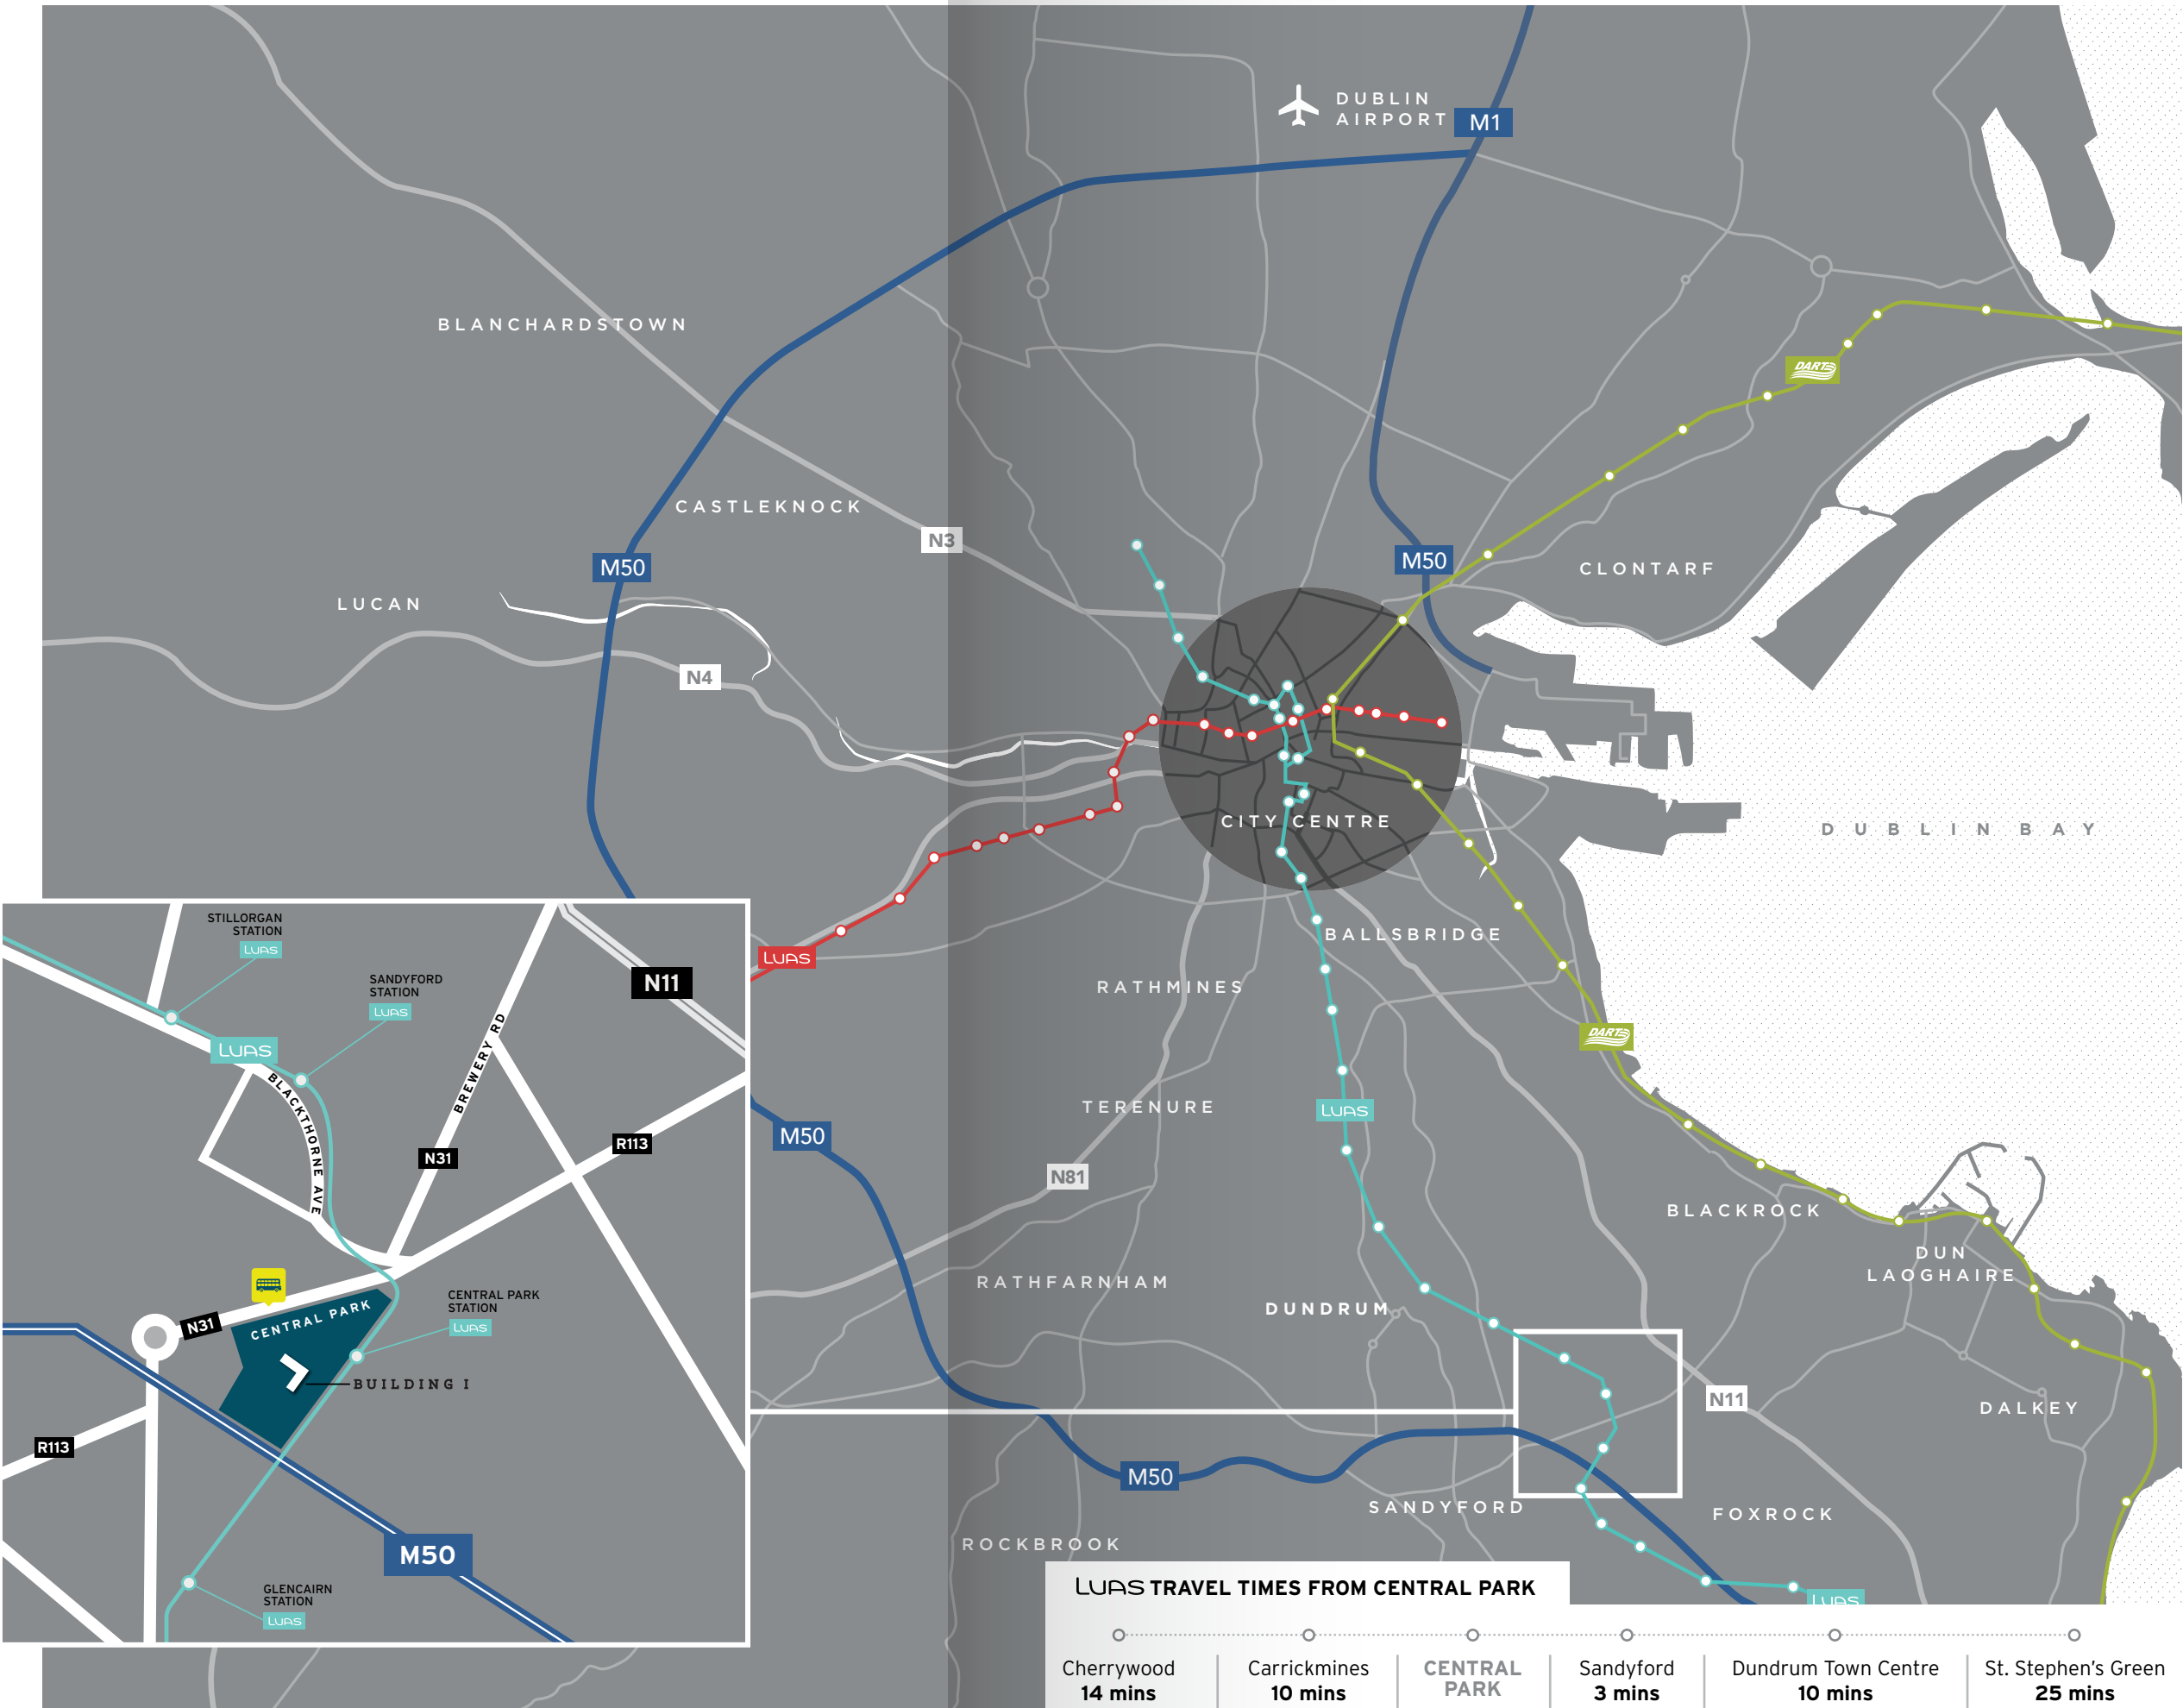 DUBLIN
AIRPORT
M1
BLANCHARDSTOWN
DART
CASTLEKNOCK
N3
M50
M50
CLONTARF
LUCAN
N4
CITY CENTRE
DUBLIN BAY
BALLSBRIDGE
LUAS
RATHMINES
DART
TERENURE
LUAS
M50
N81
BLACKROCK
DUN
LAOGHAIRE
RATHFARNHAM
DUNDRUM
N11
DALKEY
M50
SANDYFORD
FOXROCK
ROCKBROOK
LUAS
STILLORGAN
STATION
LUAS
SANDYFORD
STATION
LUAS
N11
LUAS
BLACKTHORNE AVE
BREWERY RD
N31
R113
CENTRAL PARK
N31
CENTRAL PARK
STATION
LUAS
BUILDING I
R113
M50
GLENCAIRN
STATION
LUAS
LUAS TRAVEL TIMES FROM CENTRAL PARK
Cherrywood
14 mins
Carrickmines
10 mins
CENTRAL
PARK
Sandyford
3 mins
Dundrum Town Centre
10 mins
St. Stephen's Green
25 mins